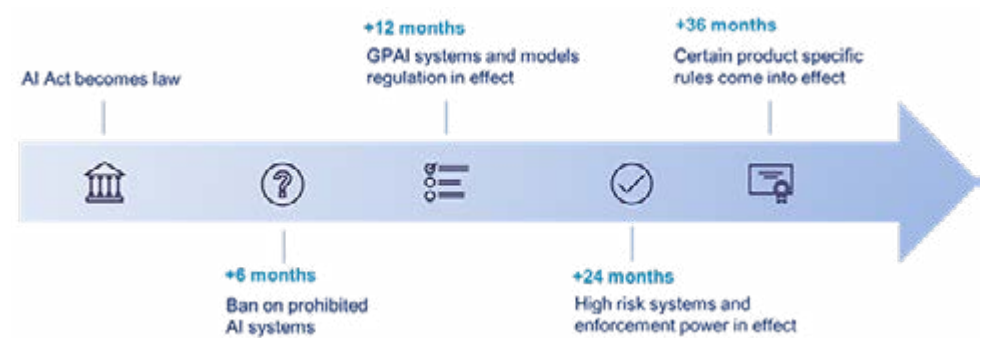 AI Act becomes law
+6 months
Ban on prohibited
AI systems
+12 months
GPAI systems and models
regulation in effect
+24 months
High risk systems and
enforcement power in effect
+36 months
Certain product specific
rules come into effect